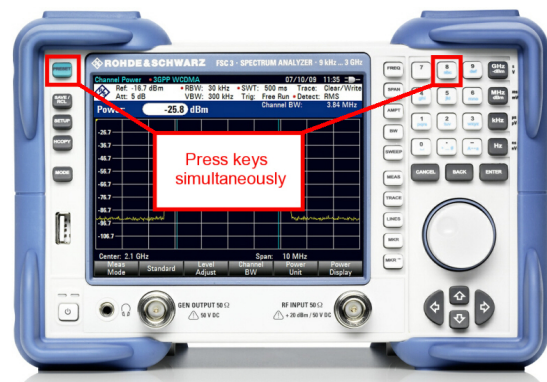 ROHDE&SCHWARZ FSC 3 · SPECTRUM ANALYZER · 9 kHz ... 3 GHz
PRESET
SAVE / RCL
SETUP
HCOPY
MODE
Channel Power • 3GPP WCDMA 07/10/09 11:35
Ref: -16.7 dBm • RBW: 30 kHz • SWT: 500 ms Trace: Clear/Write
Att: 5 dB VBW: 300 kHz Trig: Free Run • Detect: RMS
Power: -25.8 dBm Channel BW: 3.84 MHz
-26.7
-36.7
-46.7
-56.7
-66.7
-76.7
-86.7
-96.7
-106.7
Press keys
simultaneously
Center: 2.1 GHz Span: 10 MHz
Meas Mode
Standard
Level Adjust
Channel BW
Power Unit
Power Display
FREQ
SPAN
AMPT
BW
SWEEP
MEAS
TRACE
LINES
MKR
MKR→
7
8
9
GHz
-dBm
5
6
MHz
dBm
1
2
3
kHz
0
.
Hz
CANCEL
BACK
ENTER
GEN OUTPUT 50 Ω
50 V DC
RF INPUT 50 Ω
+ 20 dBm / 50 V DC